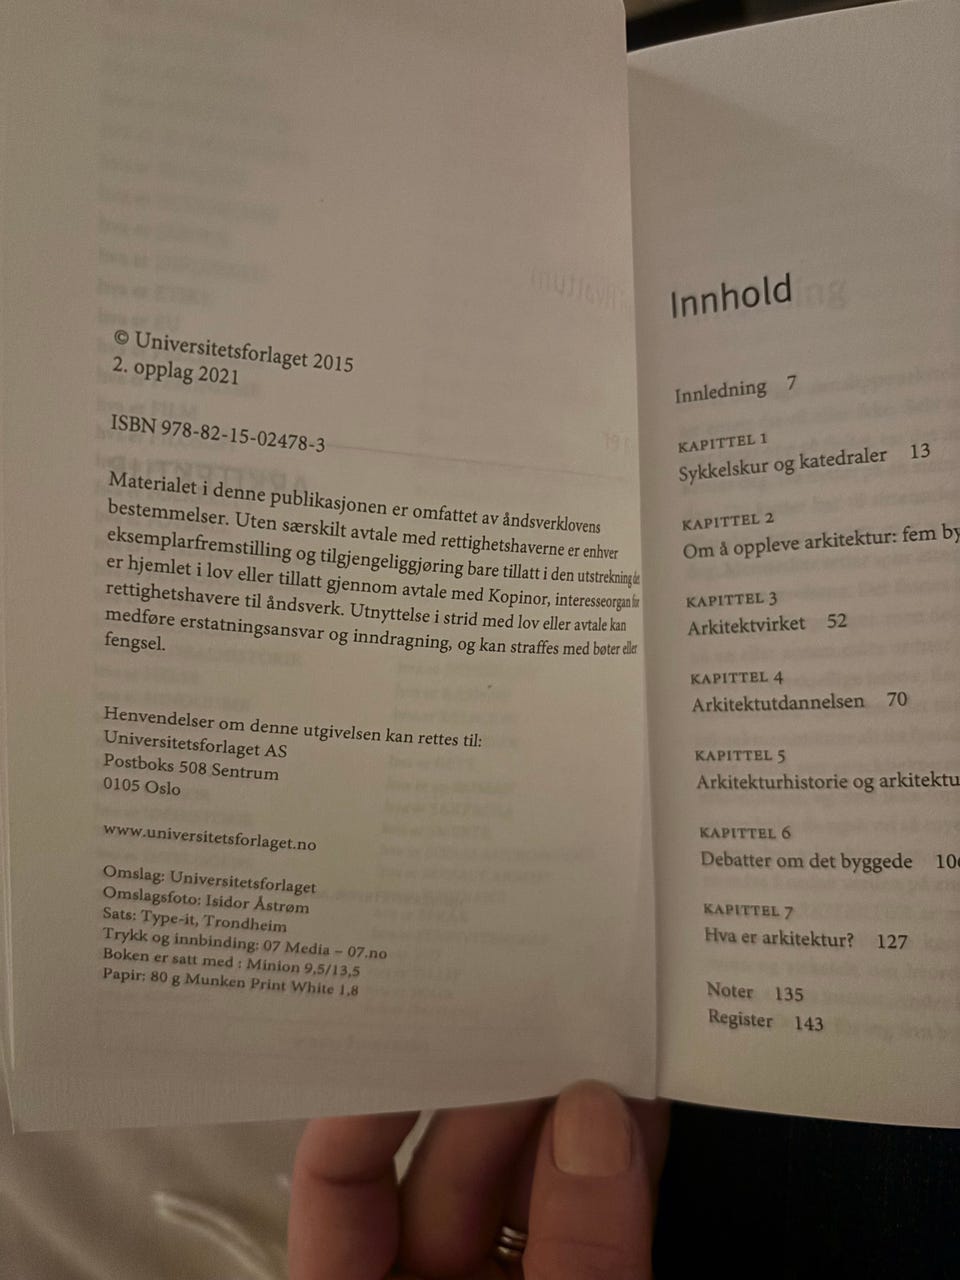 © Universitetsforlaget 2015
2. opplag 2021
ISBN 978-82-15-02478-3
Materialet i denne publikasjonen er omfattet av åndsverklovens
bestemmelser. Uten særskilt avtale med rettighetshaverne er enhver
eksemplarfremstilling og tilgjengeliggjøring bare tillatt i den utstrekning det
er hjemlet i lov eller tillatt gjennom avtale med Kopinor, interesseorgan for
rettighetshavere til åndsverk. Utnyttelse i strid med lov eller avtale kan
medføre erstatningsansvar og inndragning, og kan straffes med bøter eller
fengsel.
Henvendelser om denne utgivelsen kan rettes til:
Universitetsforlaget AS
Postboks 508 Sentrum
0105 Oslo
www.universitetsforlaget.no
Omslag: Universitetsforlaget
Omslagsfoto: Isidor Åstrøm
Sats: Type-it, Trondheim
Trykk og innbinding: 07 Media – 07.no
Boken er satt med : Minion 9,5/13,5
Papir: 80 g Munken Print White 1,8
Innhold
Innledning 7
KAPITTEL 1
Sykkelskur og katedraler 13
KAPITTEL 2
Om å oppleve arkitektur: fem by
KAPITTEL 3
Arkitektvirket 52
KAPITTEL 4
Arkitektutdannelsen 70
KAPITTEL 5
Arkitekturhistorie og arkitektu
KAPITTEL 6
Debatter om det byggede 10
KAPITTEL 7
Hva er arkitektur? 127
Noter 135
Register 143